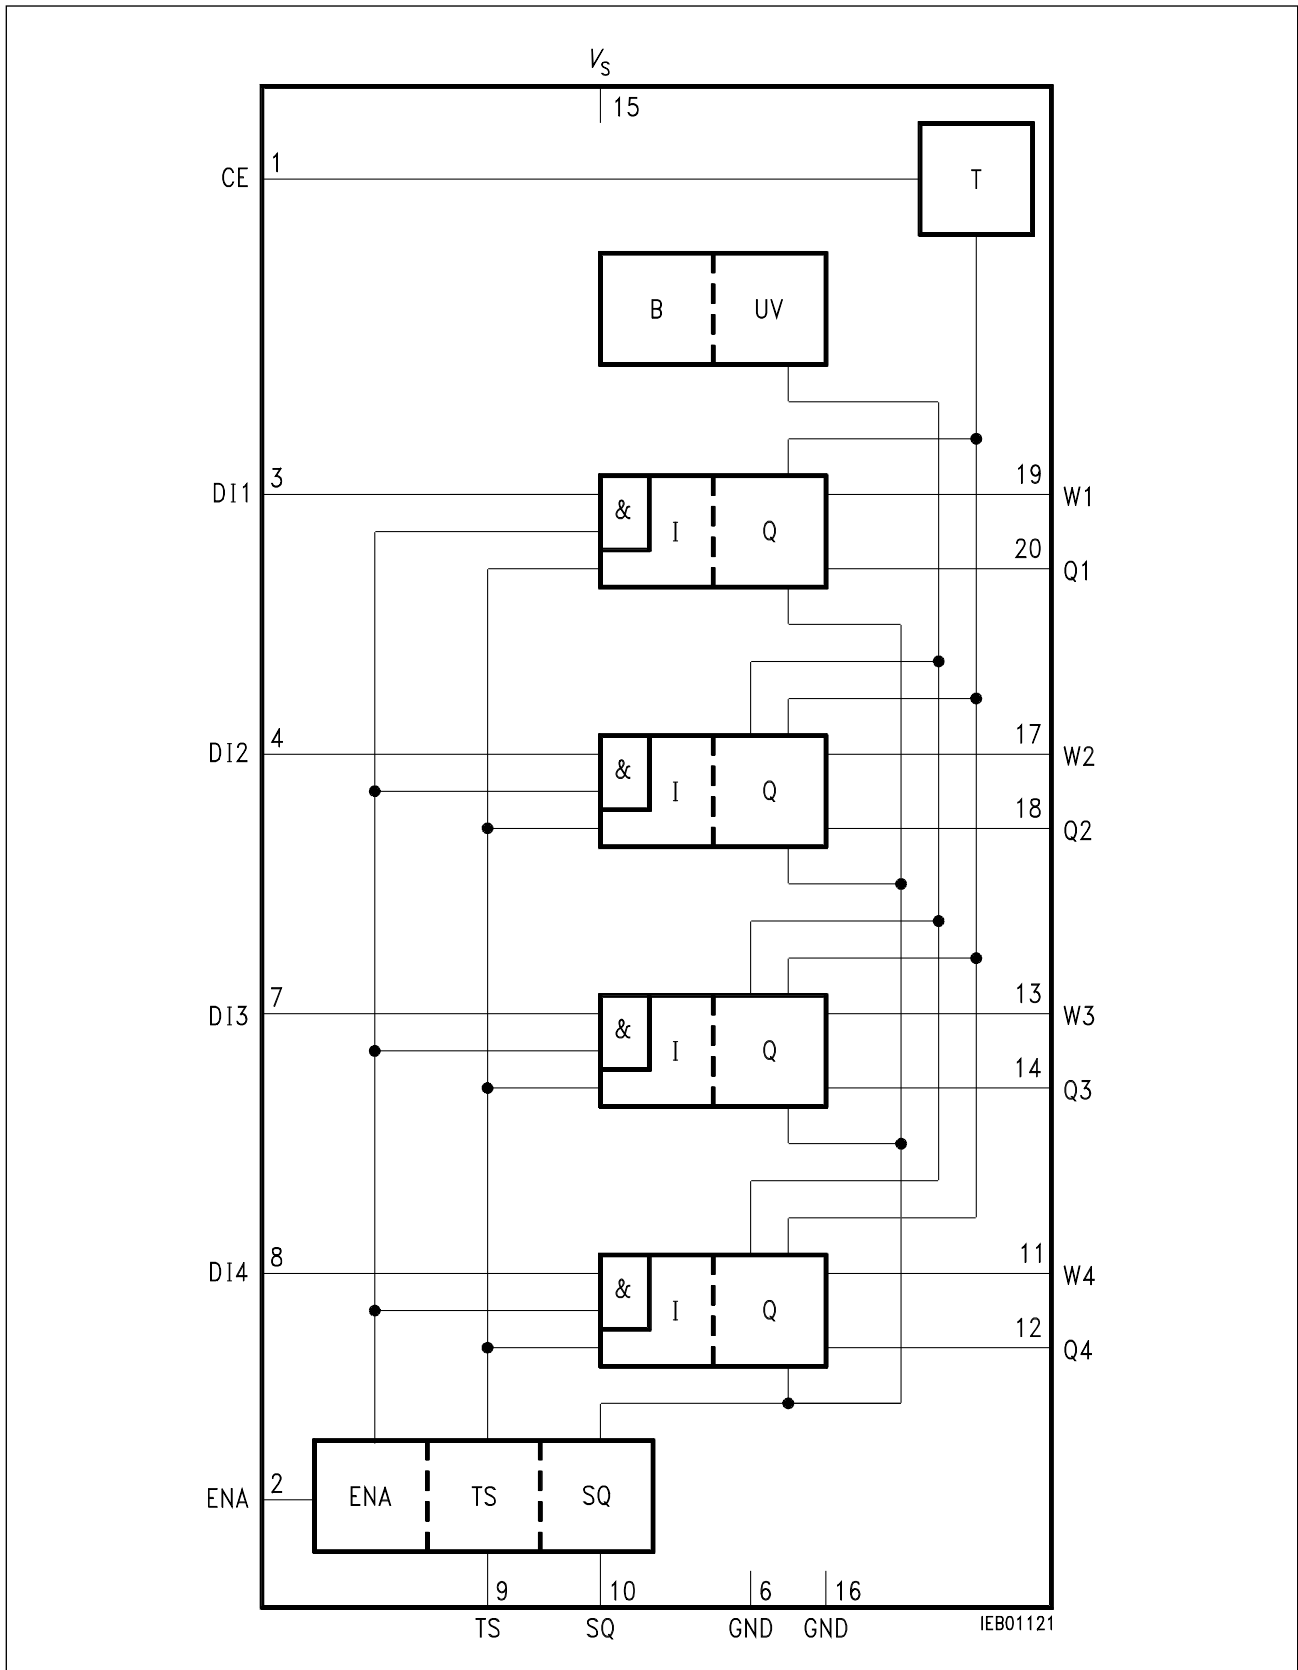 VS
15
CE 1
T
B UV
DI1 3
& I Q
19 W1
20 Q1
DI2 4
& I Q
17 W2
18 Q2
DI3 7
& I Q
13 W3
14 Q3
DI4 8
& I Q
11 W4
12 Q4
ENA 2
ENA TS SQ
9 10 6 16
TS SQ GND GND
IEB01121